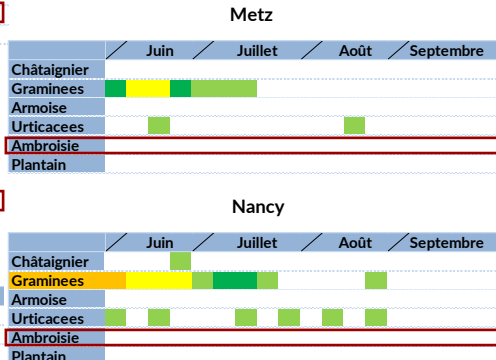 Metz
Juin Juillet Août Septembre
Châtaignier
Graminees
Armoise
Urticacees
Ambroisie
Plantain
Nancy
Juin Juillet Août Septembre
Châtaignier
Graminees
Armoise
Urticacees
Ambroisie
Plantain